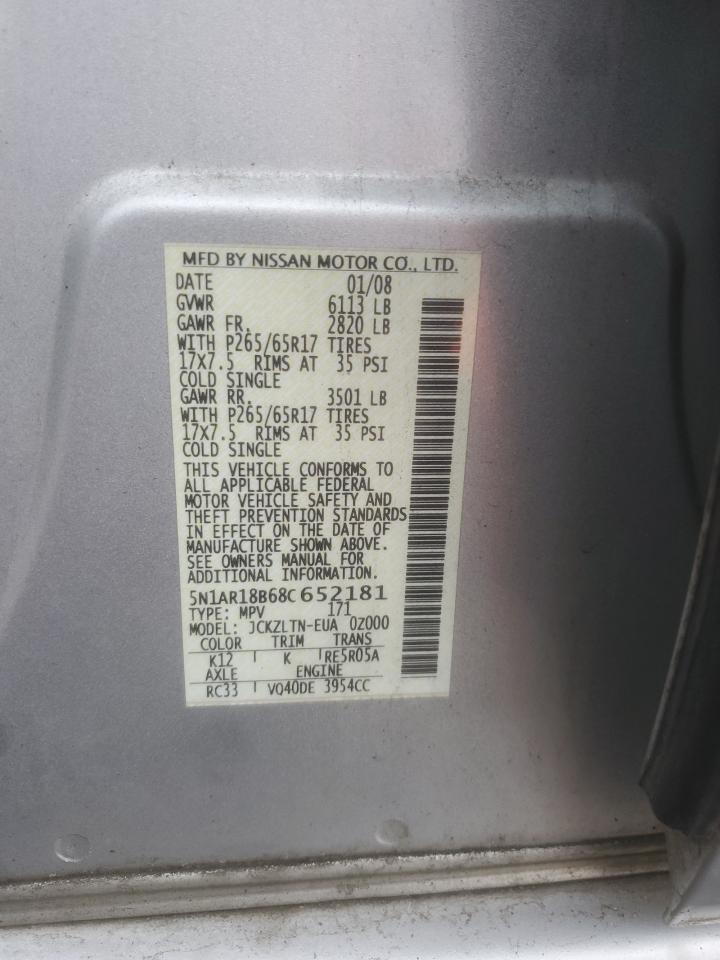 MFD BY NISSAN MOTOR CO., LTD.
DATE 01/08
GVWR 6113 LB
GAWR FR. 2820 LB
WITH P265/65R17 TIRES
17X7.5 RIMS AT 35 PSI
COLD SINGLE
GAWR RR. 3501 LB
WITH P265/65R17 TIRES
17X7.5 RIMS AT 35 PSI
COLD SINGLE
THIS VEHICLE CONFORMS TO
ALL APPLICABLE FEDERAL
MOTOR VEHICLE SAFETY AND
THEFT PREVENTION STANDARDS
IN EFFECT ON THE DATE OF
MANUFACTURE SHOWN ABOVE.
SEE OWNERS MANUAL FOR
ADDITIONAL INFORMATION.
5N1AR18B68C652181
TYPE: MPV 171
MODEL: JCKZLTN-EUA 0Z000
COLOR TRIM TRANS
K12 K RE5R05A
AXLE ENGINE
RC33 VQ40DE 3954CC